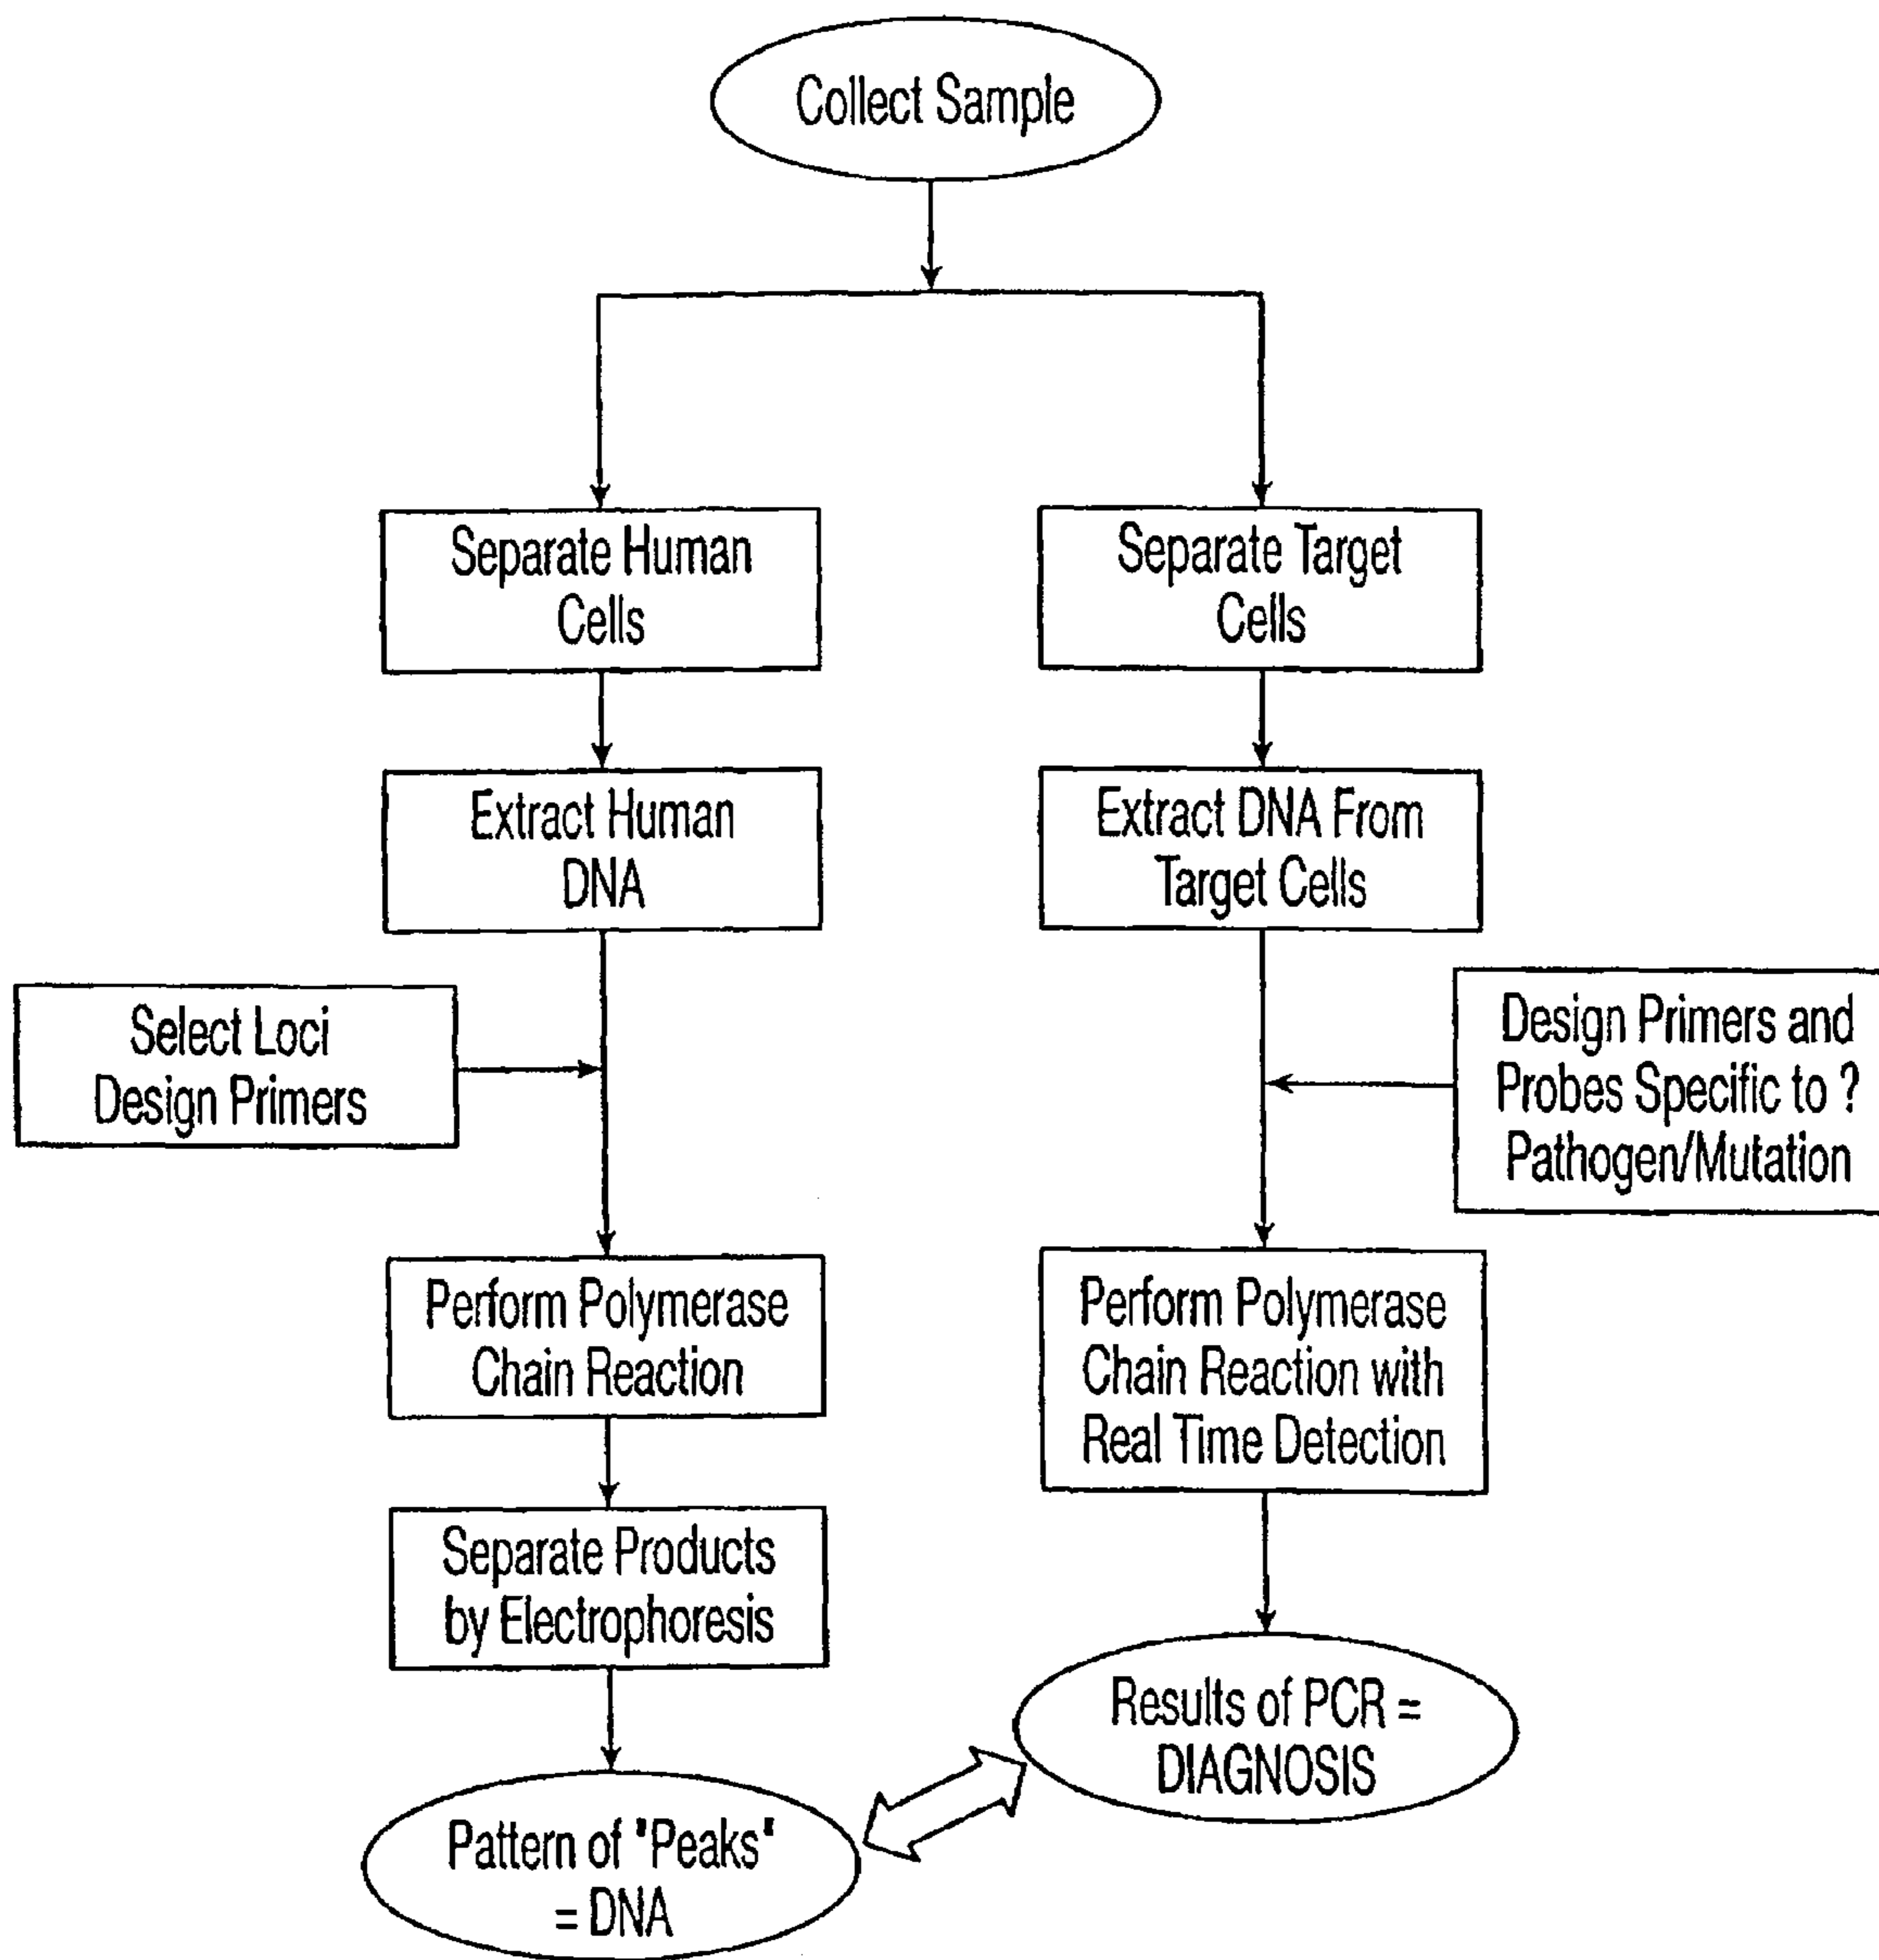 Collect Sample
Separate Human
Cells
Separate Target
Cells
Extract Human
DNA
Extract DNA From
Target Cells
Select Loci
Design Primers
Design Primers and
Probes Specific to ?
Pathogen/Mutation
Perform Polymerase
Chain Reaction
Perform Polymerase
Chain Reaction with
Real Time Detection
Separate Products
by Electrophoresis
Results of PCR =
DIAGNOSIS
Pattern of "Peaks"
= DNA